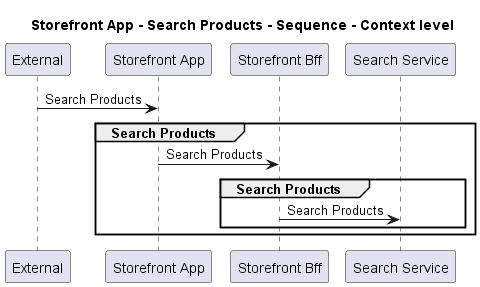 Storefront App - Search Products - Sequence - Context level
External Storefront App Storefront Bff Search Service
Search Products
Search Products
Search Products
Search Products
Search Products
External Storefront App Storefront Bff Search Service